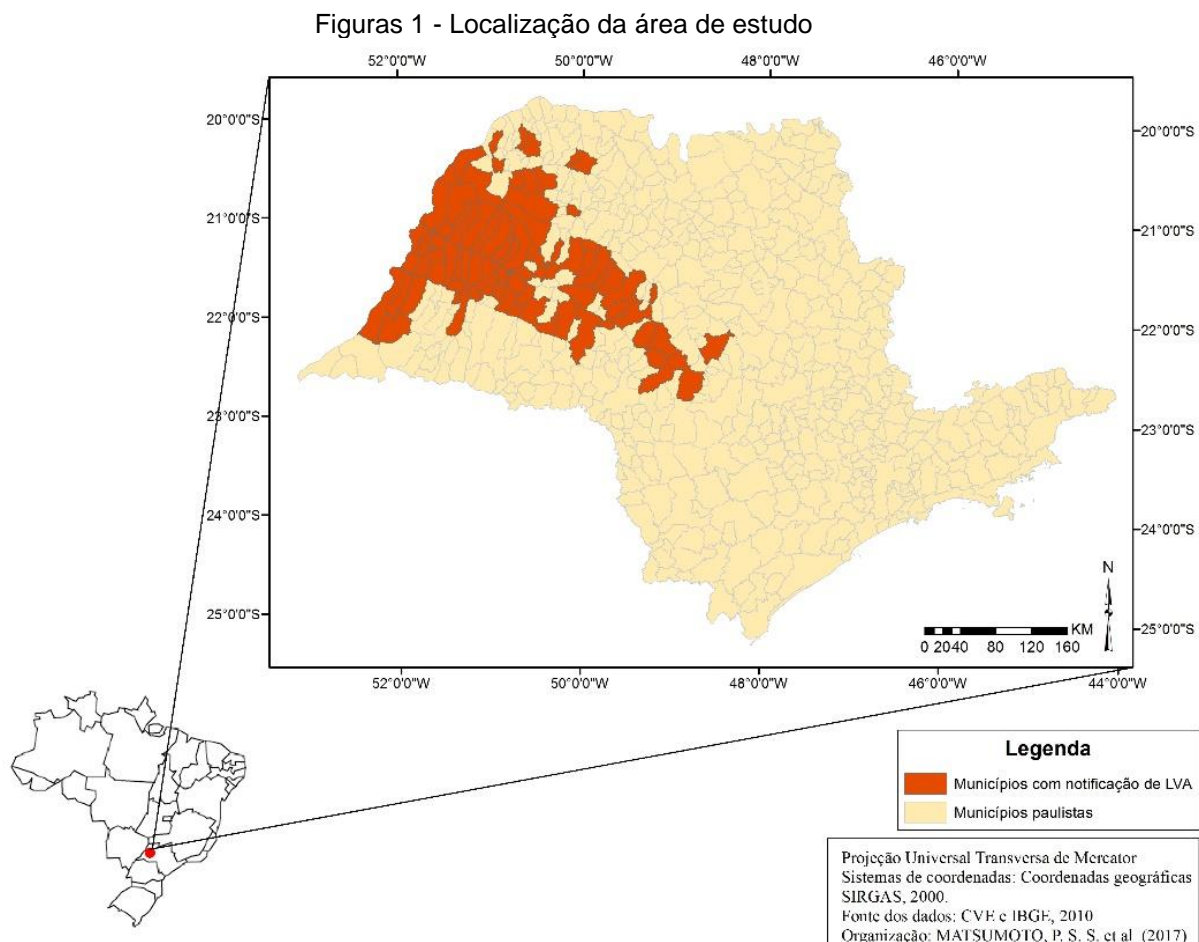 Figuras 1 - Localização da área de estudo
52°0'0"W 50°0'0"W 48°0'0"W 46°0'0"W
20°0'0"S
21°0'0"S
22°0'0"S
23°0'0"S
24°0'0"S
25°0'0"S
20°0'0"S
21°0'0"S
22°0'0"S
23°0'0"S
24°0'0"S
25°0'0"S
N
KM
0 20 40 80 120 160
52°0'0"W 50°0'0"W 48°0'0"W 46°0'0"W 44°0'0"W
Legenda
Municípios com notificação de LVA
Municípios paulistas
Projeção Universal Transversa de Mercator
Sistemas de coordenadas: Coordenadas geográficas
SIRGAS, 2000.
Fonte dos dados: CVE e IBGE, 2010
Organização: MATSUMOTO, P. S. S. et al (2017)